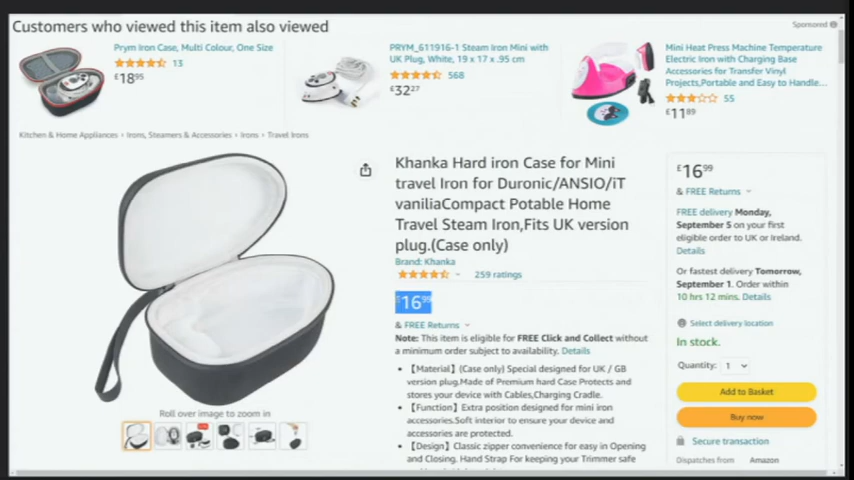 Customers who viewed this item also viewed
Sponsored
Prym Iron Case, Multi Colour, One Size
13
£18.95
PRYM_611916-1 Steam Iron Mini with
UK Plug, White, 19 x 17 x .95 cm
568
£32.27
Mini Heat Press Machine Temperature
Electric Iron with Charging Base
Accessories for Transfer Vinyl
Projects,Portable and Easy to Handle...
55
£11.89
Kitchen & Home Appliances › Irons, Steamers & Accessories › Irons › Travel Irons
Khanka Hard iron Case for Mini
travel Iron for Duronic/ANSIO/iT
vaniliaCompact Potable Home
Travel Steam Iron,Fits UK version
plug.(Case only)
Brand: Khanka
259 ratings
£16.99
& FREE Returns
Note: This item is eligible for FREE Click and Collect without
a minimum order subject to availability. Details
• 【Material】(Case only) Special designed for UK / GB
version plug.Made of Premium hard Case Protects and
stores your device with Cables,Charging Cradle.
• 【Function】Extra position designed for mini iron
accessories.Soft interior to ensure your device and
accessories are protected.
• 【Design】Classic zipper convenience for easy in Opening
and Closing. Hand Strap For keeping your Trimmer safe
Roll over image to zoom in
£16.99
& FREE Returns
FREE delivery Monday,
September 5 on your first
eligible order to UK or Ireland.
Details
Or fastest delivery Tomorrow,
September 1. Order within
10 hrs 12 mins. Details
Select delivery location
In stock.
Quantity: 1
Add to Basket
Buy now
Secure transaction
Dispatches from Amazon